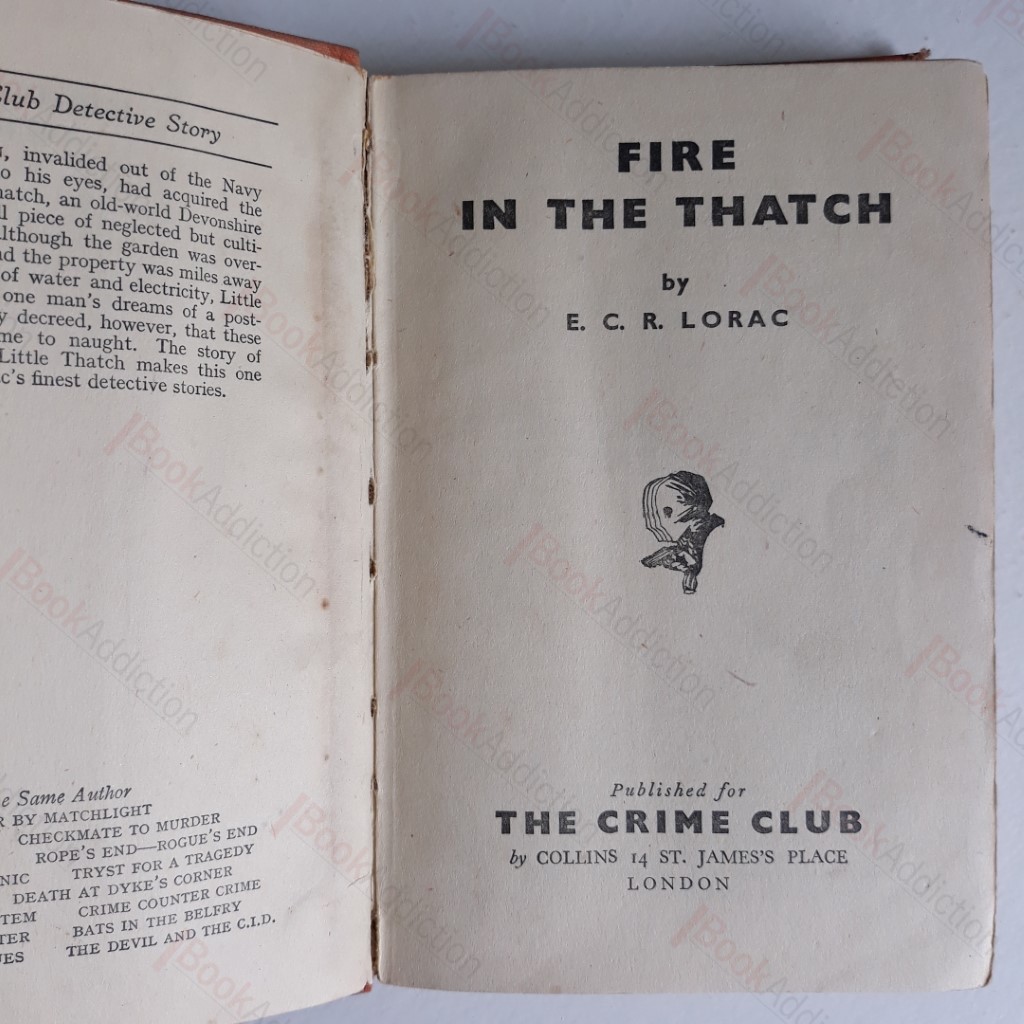 Club Detective Story
invalided out of the Navy
o his eyes, had acquired the
hatch, an old-world Devonshire
l piece of neglected but culti-
lthough the garden was over-
nd the property was miles away
of water and electricity, Little
one man's dreams of a post-
y decreed, however, that these
me to naught. The story of
Little Thatch makes this one
c's finest detective stories.
e Same Author
R BY MATCHLIGHT
CHECKMATE TO MURDER
ROPE'S END—ROGUE'S END
NIC TRYST FOR A TRAGEDY
DEATH AT DYKE'S CORNER
TEM CRIME COUNTER CRIME
TER BATS IN THE BELFRY
UES THE DEVIL AND THE C.I.D.
FIRE
IN THE THATCH
by
E. C. R. LORAC
Published for
THE CRIME CLUB
by COLLINS 14 ST. JAMES'S PLACE
LONDON
BookAddiction